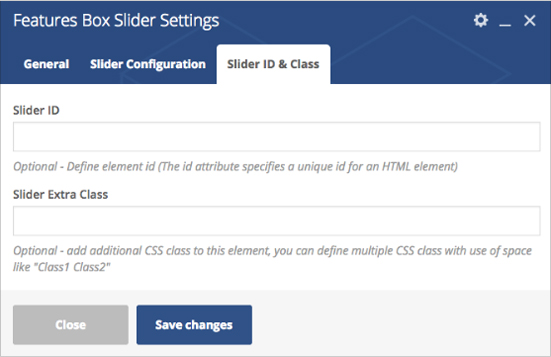 Features Box Slider Settings
General Slider Configuration Slider ID & Class
Slider ID
Optional - Define element id (The id attribute specifies a unique id for an HTML element)
Slider Extra Class
Optional - add additional CSS class to this element, you can define multiple CSS class with use of space
like "Class1 Class2"
Close Save changes